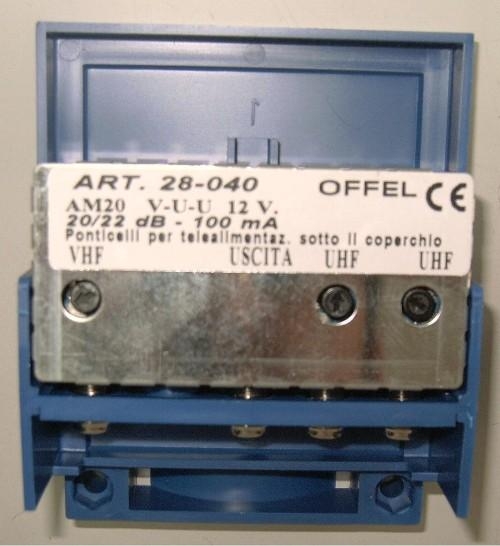 ART. 28-040 OFFEL CE
AM20 V-U-U 12 V.
20/22 dB - 100 mA
Ponticelli per telealimentaz. sotto il coperchio
VHF USCITA UHF UHF